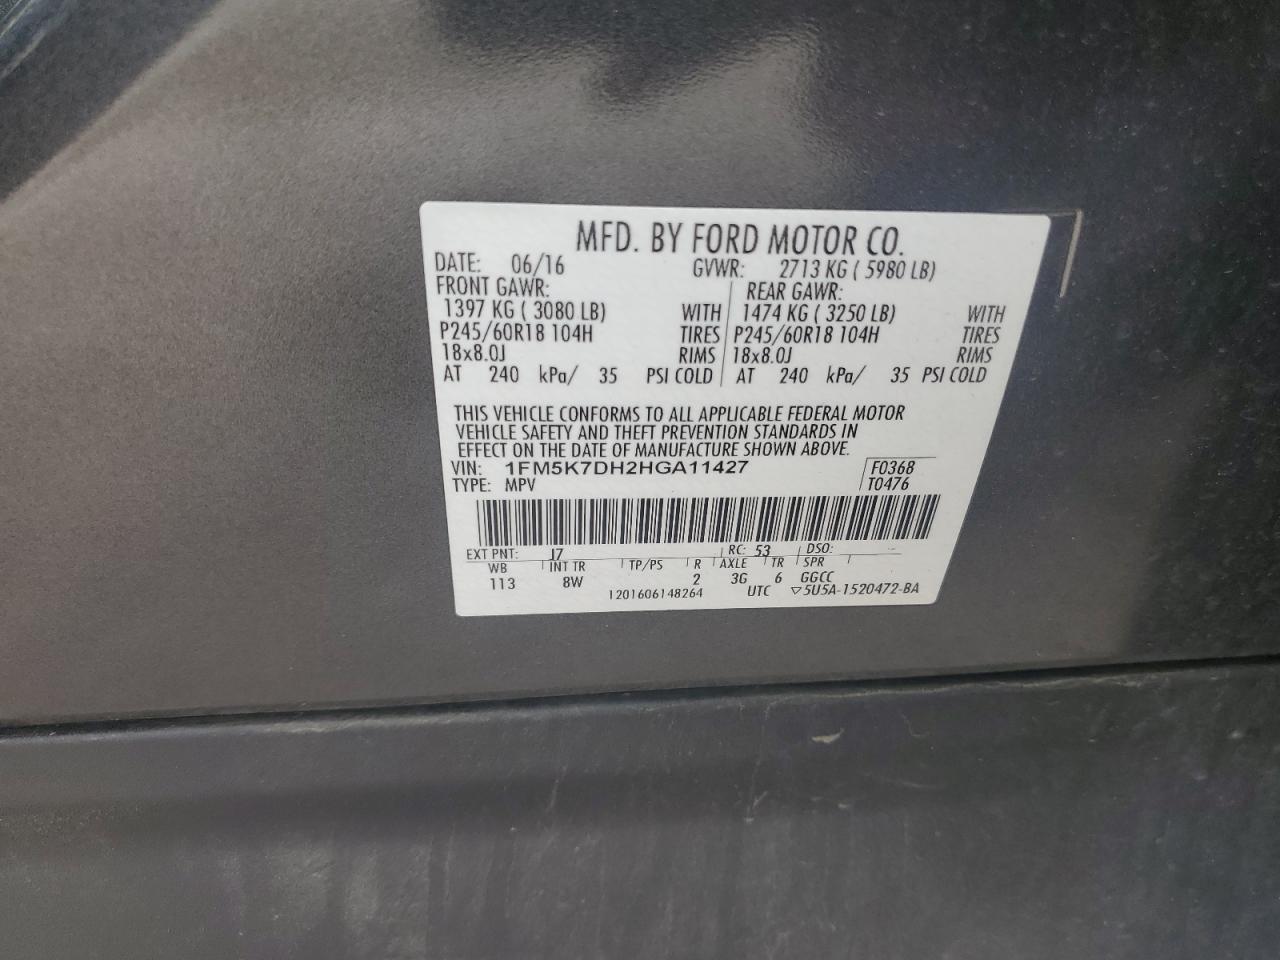 MFD. BY FORD MOTOR CO.
DATE: 06/16 GVWR: 2713 KG ( 5980 LB)
FRONT GAWR: REAR GAWR:
1397 KG ( 3080 LB) WITH 1474 KG ( 3250 LB) WITH
P245/60R18 104H TIRES P245/60R18 104H TIRES
18x8.0J RIMS 18x8.0J RIMS
AT 240 kPa/ 35 PSI COLD AT 240 kPa/ 35 PSI COLD
THIS VEHICLE CONFORMS TO ALL APPLICABLE FEDERAL MOTOR
VEHICLE SAFETY AND THEFT PREVENTION STANDARDS IN
EFFECT ON THE DATE OF MANUFACTURE SHOWN ABOVE.
VIN: 1FM5K7DH2HGA11427 F0368
TYPE: MPV T0476
EXT PNT: J7 RC: 53 DSO:
WB INT TR TP/PS R AXLE TR SPR
113 8W 2 3G 6 GGCC
1201606148264 UTC ▽5U5A-1520472-BA